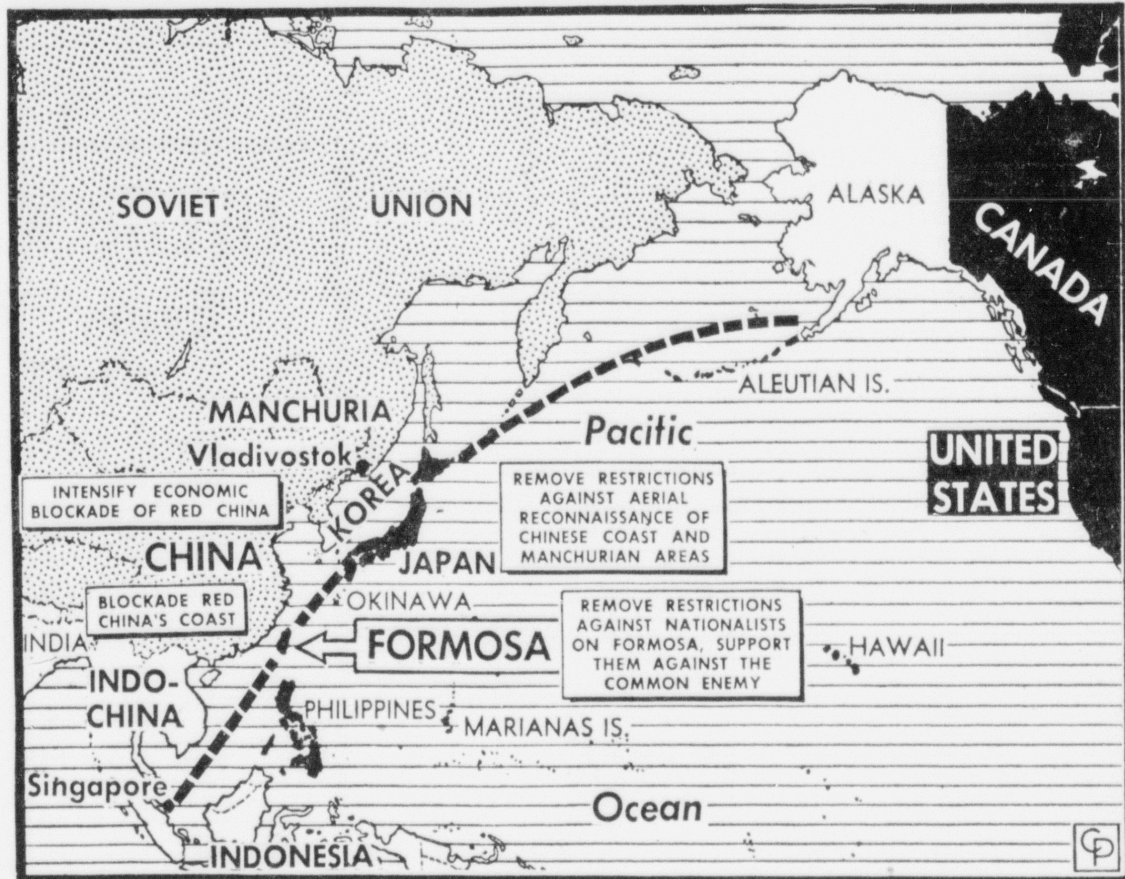 SOVIET UNION
ALASKA
CANADA
ALEUTIAN IS.
MANCHURIA
Vladivostok
Pacific
UNITED
STATES
INTENSIFY ECONOMIC
BLOCKADE OF RED CHINA
KOREA
REMOVE RESTRICTIONS
AGAINST AERIAL
RECONNAISSANCE OF
CHINESE COAST AND
MANCHURIAN AREAS
CHINA
JAPAN
BLOCKADE RED
CHINA'S COAST
OKINAWA
REMOVE RESTRICTIONS
AGAINST NATIONALISTS
ON FORMOSA, SUPPORT
THEM AGAINST THE
COMMON ENEMY
INDIA
FORMOSA
HAWAII
INDO-
CHINA
PHILIPPINES
MARIANAS IS.
Singapore
Ocean
INDONESIA
CP